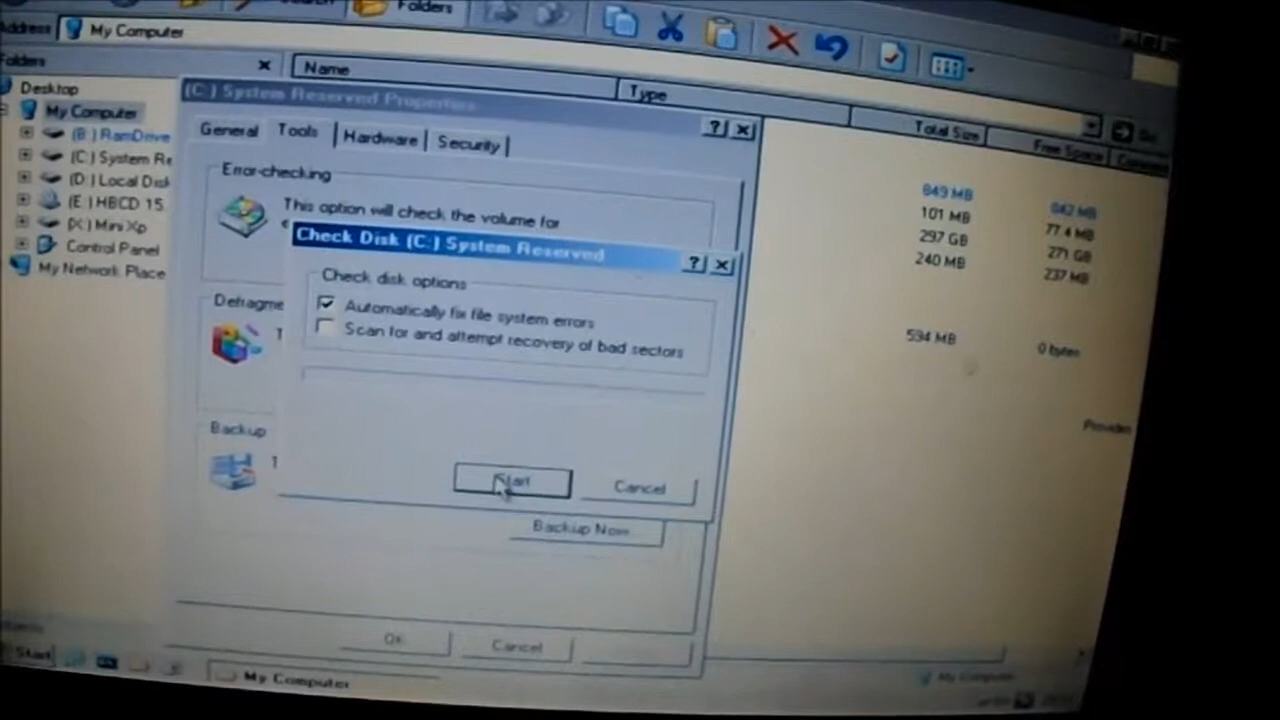 Folders
Address My Computer
Folders
Name
Type
Total Size
Free Space
Desktop
My Computer
(B:) RamDrive
(C:) System Re
(D:) Local Disk
(E:) HBCD 15.
(X:) Mini Xp
Control Panel
My Network Place
(C:) System Reserved Properties
General
Tools
Hardware
Security
Error-checking
This option will check the volume for
Check Disk (C:) System Reserved
Check disk options
Automatically fix file system errors
Scan for and attempt recovery of bad sectors
Start
Cancel
Defragme
Backup
Backup Now
OK
Cancel
849 MB
842 MB
101 MB
77.4 MB
297 GB
271 GB
240 MB
237 MB
594 MB
0 bytes
Provides
Start
My Computer
My Computer